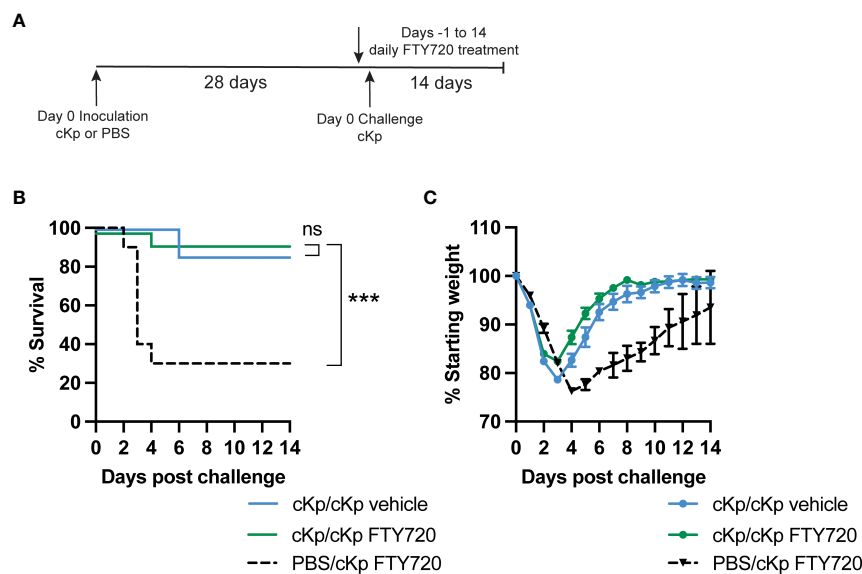 A
Days -1 to 14
daily FTY720 treatment
28 days
14 days
Day 0 Inoculation
cKp or PBS
Day 0 Challenge
cKp
B
% Survival
100
80
60
40
20
0
0 2 4 6 8 10 12 14
Days post challenge
ns
***
cKp/cKp vehicle
cKp/cKp FTY720
PBS/cKp FTY720
C
% Starting weight
110
100
90
80
70
0 2 4 6 8 10 12 14
Days post challenge
cKp/cKp vehicle
cKp/cKp FTY720
PBS/cKp FTY720